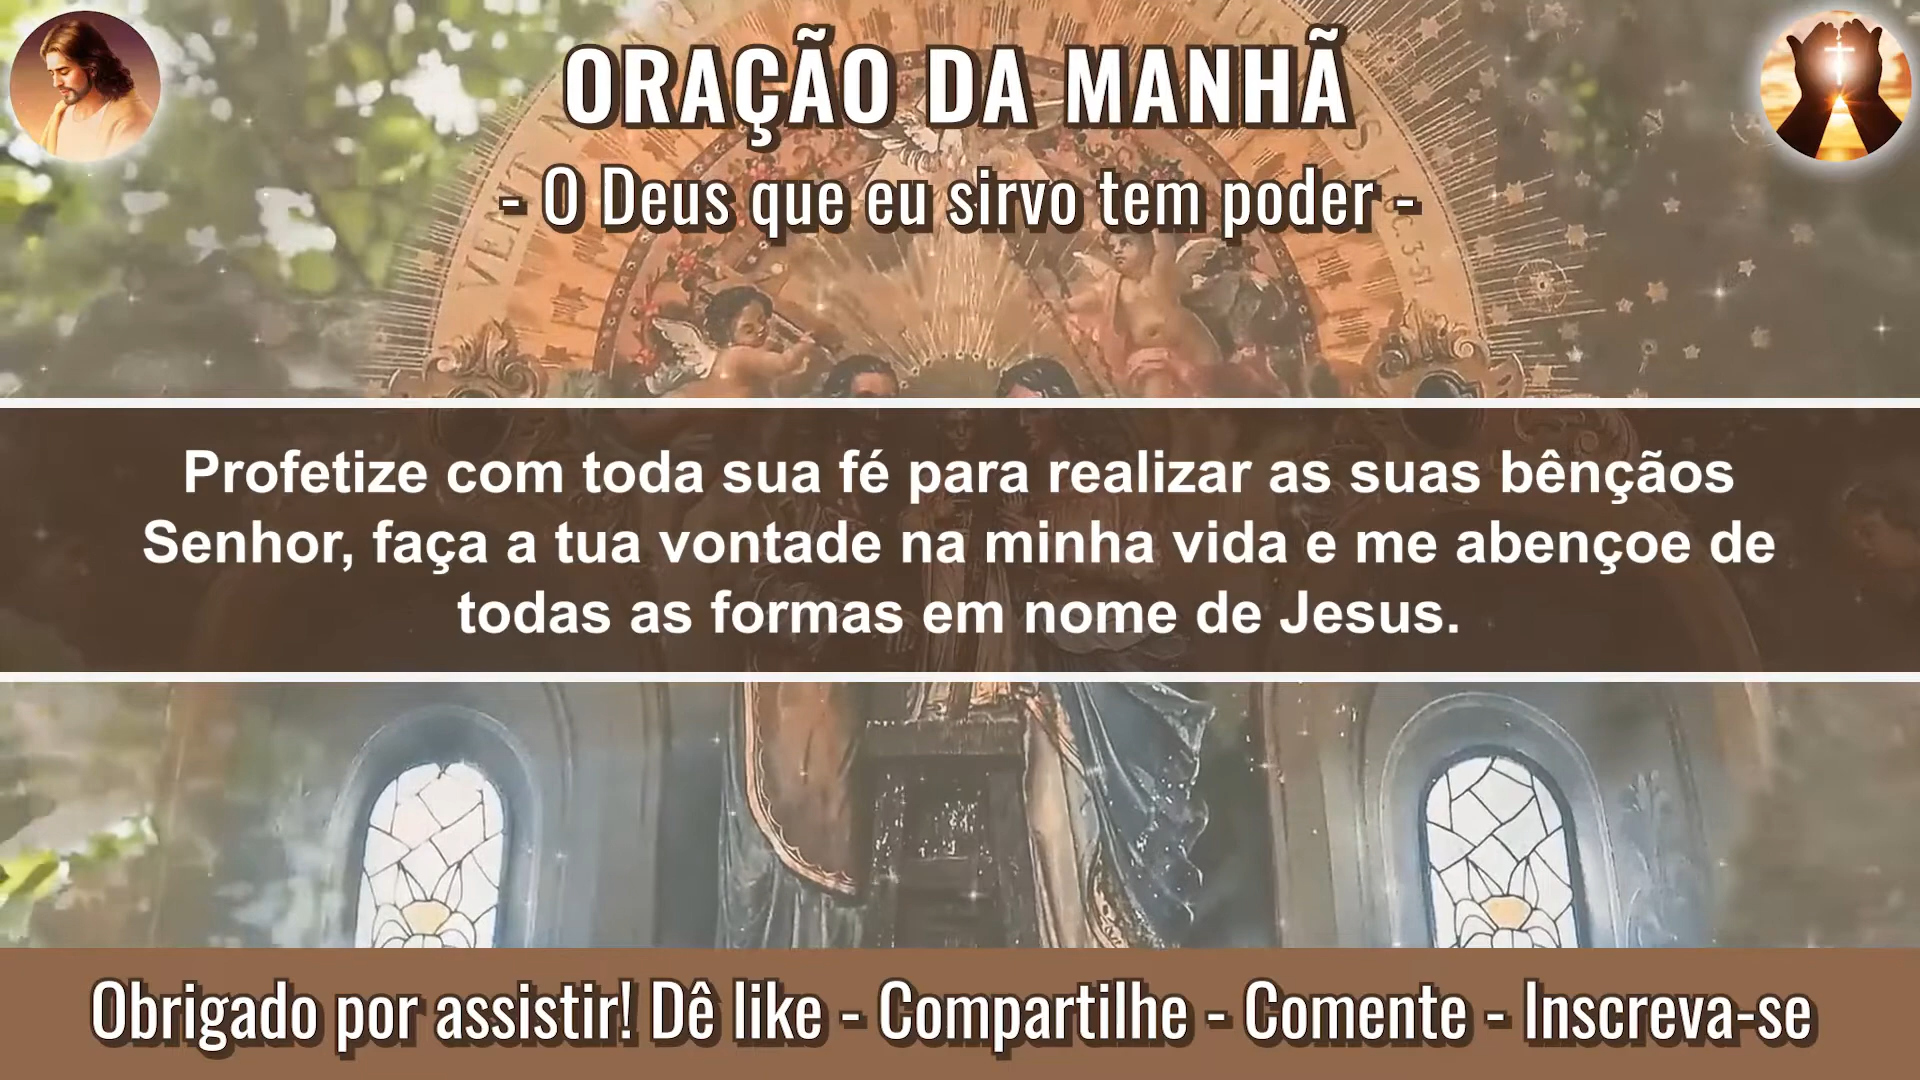 ORAÇÃO DA MANHÃ
- O Deus que eu sirvo tem poder -
Profetize com toda sua fé para realizar as suas bênçãos
Senhor, faça a tua vontade na minha vida e me abençoe de
todas as formas em nome de Jesus.
Obrigado por assistir! Dê like - Compartilhe - Comente - Inscreva-se